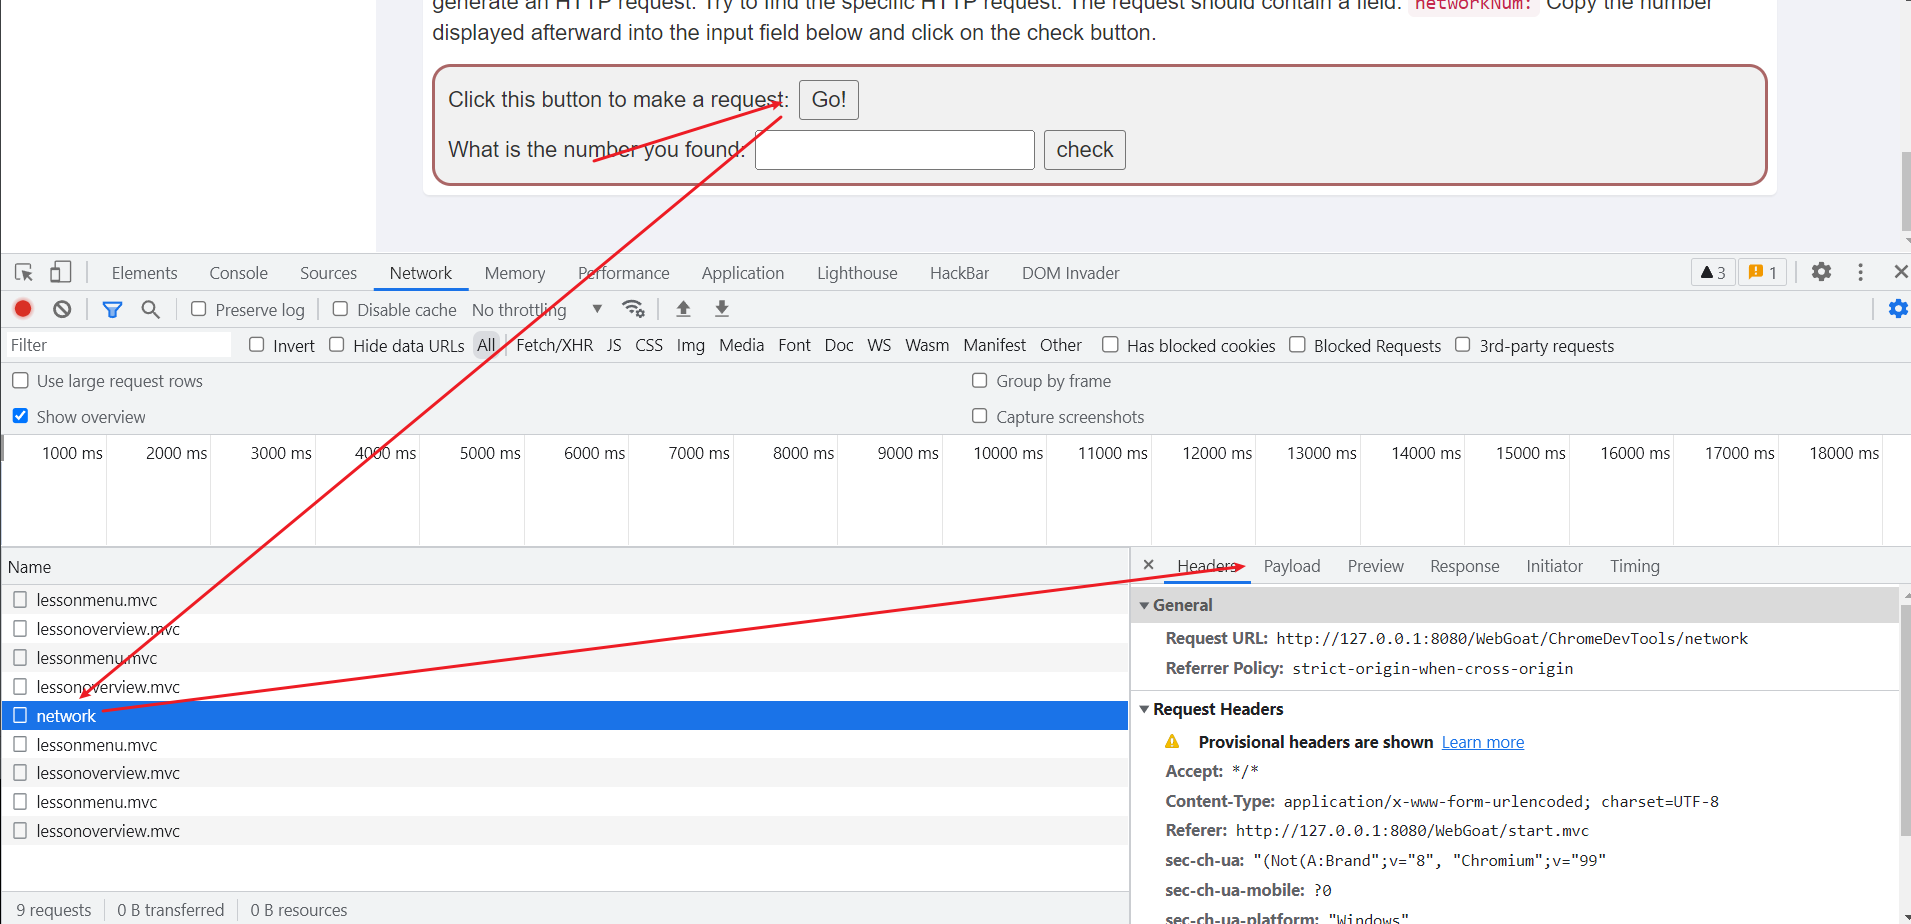 generate an HTTP request. Try to find the specific HTTP request. The request should contain a field: networkNum: Copy the number
displayed afterward into the input field below and click on the check button.
Click this button to make a request: Go!
What is the number you found: check
Elements Console Sources Network Memory Performance Application Lighthouse HackBar DOM Invader 3 1
Preserve log Disable cache No throttling
Filter Invert Hide data URLs All Fetch/XHR JS CSS Img Media Font Doc WS Wasm Manifest Other Has blocked cookies Blocked Requests 3rd-party requests
Use large request rows Group by frame
Show overview Capture screenshots
1000 ms 2000 ms 3000 ms 4000 ms 5000 ms 6000 ms 7000 ms 8000 ms 9000 ms 10000 ms 11000 ms 12000 ms 13000 ms 14000 ms 15000 ms 16000 ms 17000 ms 18000 ms
Name
lessonmenu.mvc
lessonoverview.mvc
lessonmenu.mvc
lessonoverview.mvc
network
lessonmenu.mvc
lessonoverview.mvc
lessonmenu.mvc
lessonoverview.mvc
9 requests 0 B transferred 0 B resources
Headers Payload Preview Response Initiator Timing
General
Request URL: http://127.0.0.1:8080/WebGoat/ChromeDevTools/network
Referrer Policy: strict-origin-when-cross-origin
Request Headers
Provisional headers are shown Learn more
Accept: */*
Content-Type: application/x-www-form-urlencoded; charset=UTF-8
Referer: http://127.0.0.1:8080/WebGoat/start.mvc
sec-ch-ua: "(Not(A:Brand";v="8", "Chromium";v="99"
sec-ch-ua-mobile: ?0
sec-ch-ua-platform: "Windows"